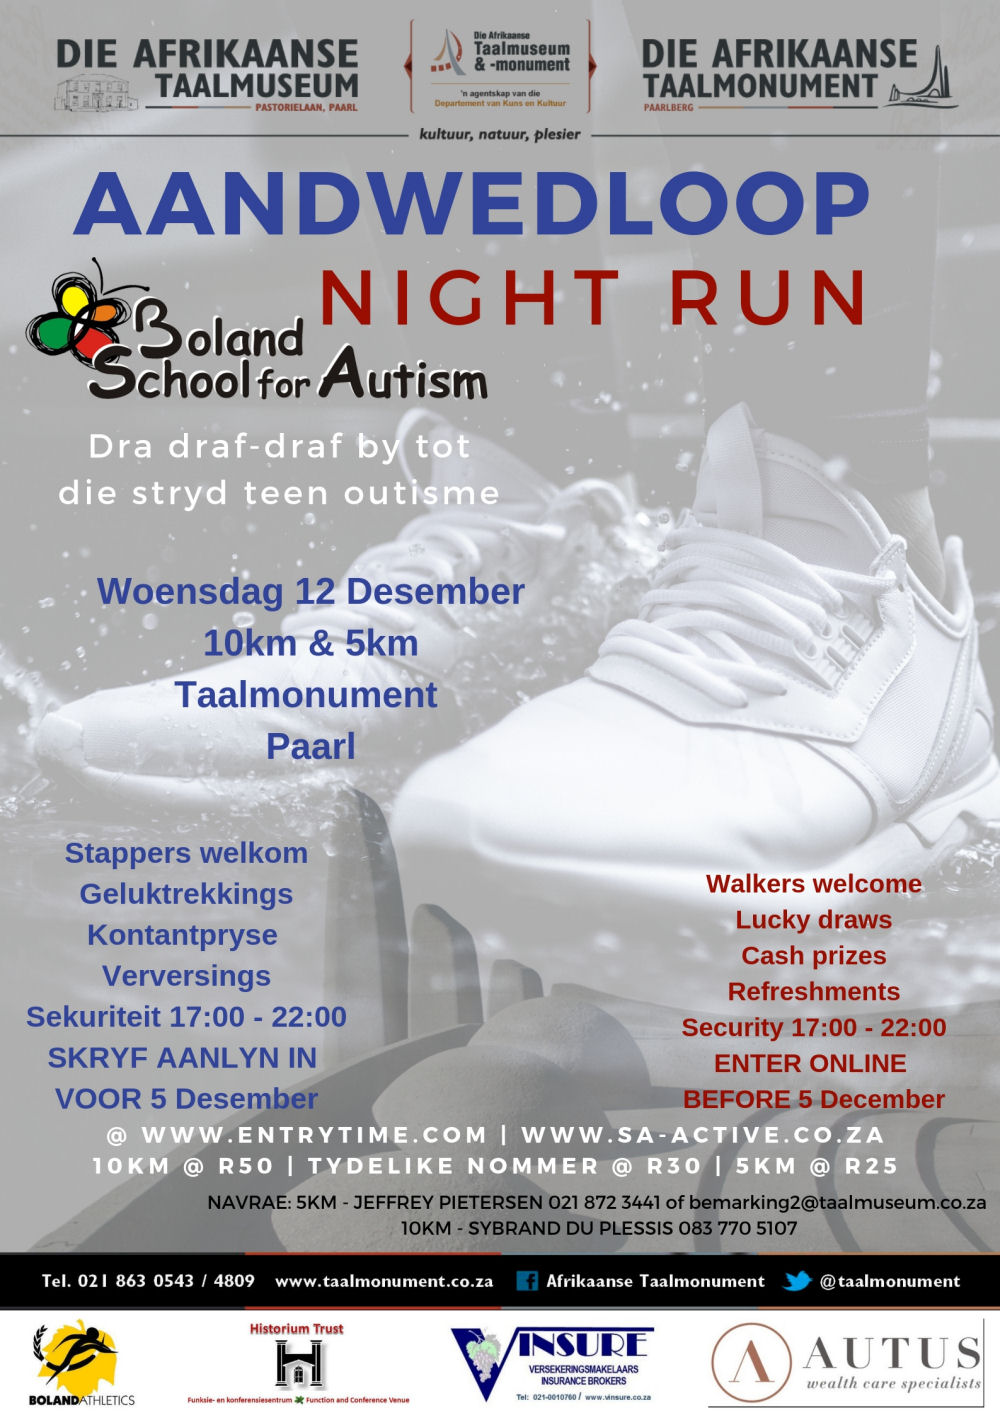 DIE AFRIKAANSE
TAALMUSEUM
PASTORIELAAN, PAARL
Die Afrikaanse
Taalmuseum
& -monument
'n agentskap van die
Departement van Kuns en Kultuur
DIE AFRIKAANSE
TAALMONUMENT
PAARLBERG
kultuur, natuur, plesier
AANDWEDLOOP
NIGHT RUN
Boland
School for Autism
Dra draf-draf by tot
die stryd teen outisme
Woensdag 12 Desember
10km & 5km
Taalmonument
Paarl
Stappers welkom
Geluktrekkings
Kontantpryse
Verversings
Sekuriteit 17:00 - 22:00
SKRYF AANLYN IN
VOOR 5 Desember
Walkers welcome
Lucky draws
Cash prizes
Refreshments
Security 17:00 - 22:00
ENTER ONLINE
BEFORE 5 December
@ WWW.ENTRYTIME.COM | WWW.SA-ACTIVE.CO.ZA
10KM @ R50 | TYDELIKE NOMMER @ R30 | 5KM @ R25
NAVRAE: 5KM - JEFFREY PIETERSEN 021 872 3441 of bemarking2@taalmuseum.co.za
10KM - SYBRAND DU PLESSIS 083 770 5107
Tel. 021 863 0543 / 4809 www.taalmonument.co.za Afrikaanse Taalmonument @taalmonument
BOLANDATHLETICS
Historium Trust
H
Funksie- en konferensiesentrum Function and Conference Venue
VINSURE
VERSEKERINGSMAKELAARS
INSURANCE BROKERS
Tel: 021-0010760 / www.vinsure.co.za
AUTUS
wealth care specialists